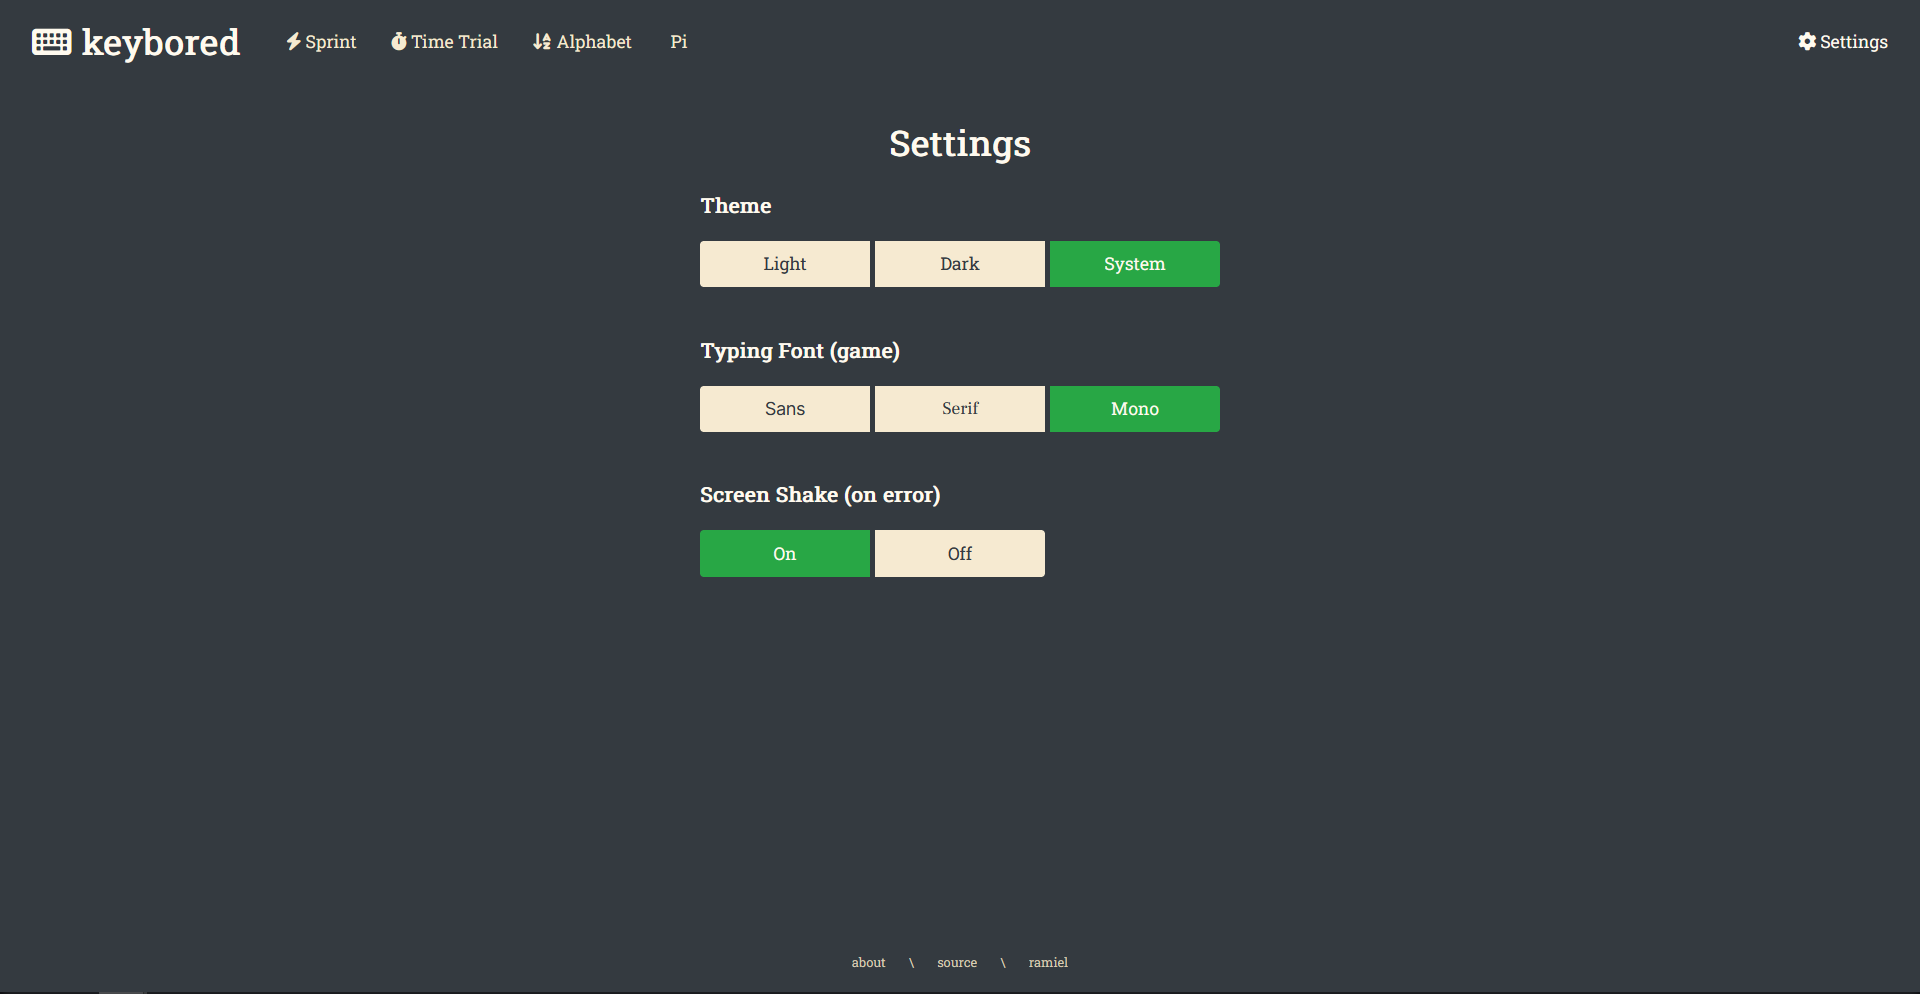 keybored Sprint Time Trial Alphabet Pi Settings
Settings
Theme
Light Dark System
Typing Font (game)
Sans Serif Mono
Screen Shake (on error)
On Off
about \ source \ ramiel